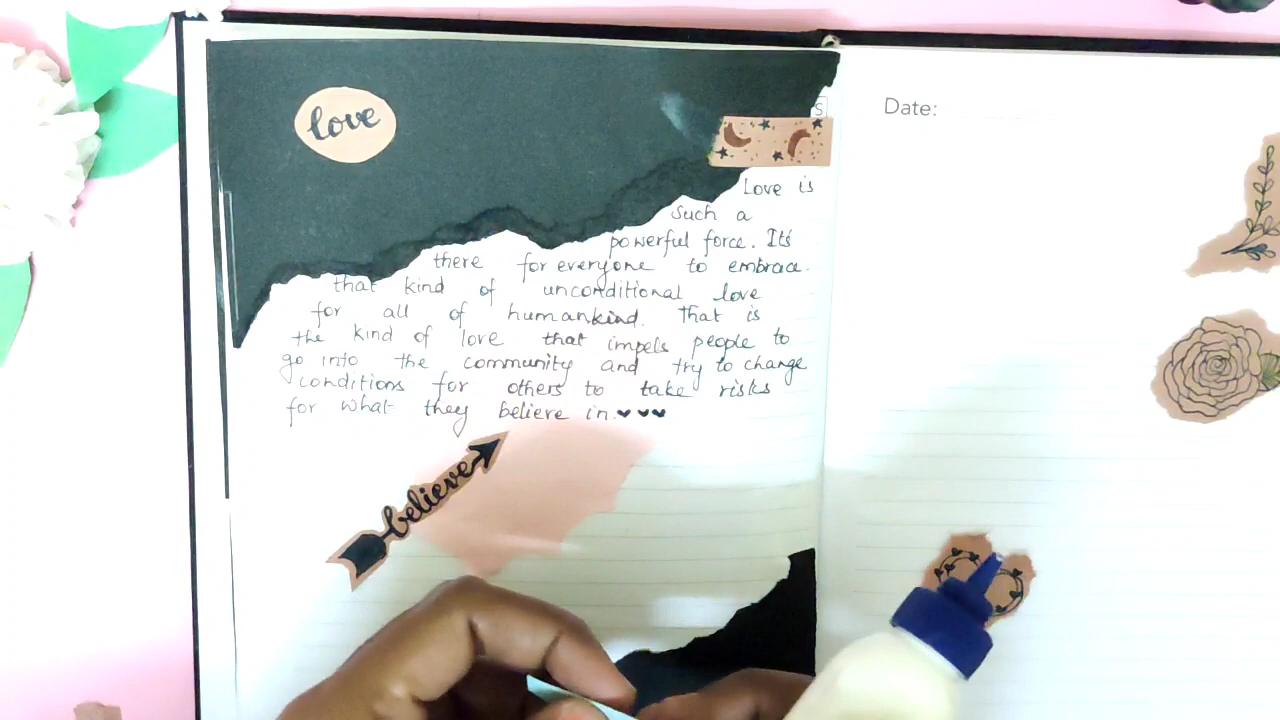 love
S
Date:
Love is
Such a
powerful force. It's
there for everyone to embrace.
that kind of unconditional love
for all of humankind. That is
the kind of love that impels people to
go into the community and try to change
conditions for others to take risks
for what they believe in.
believe